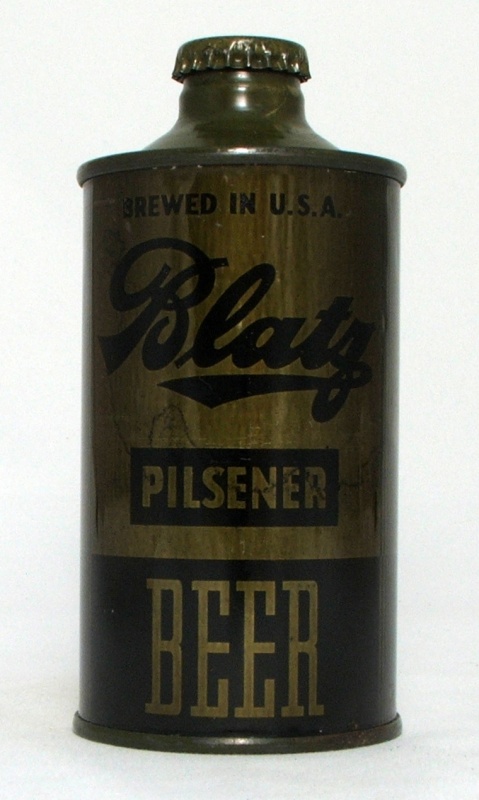 BREWED IN U.S.A.
Blatz
PILSENER
BEER